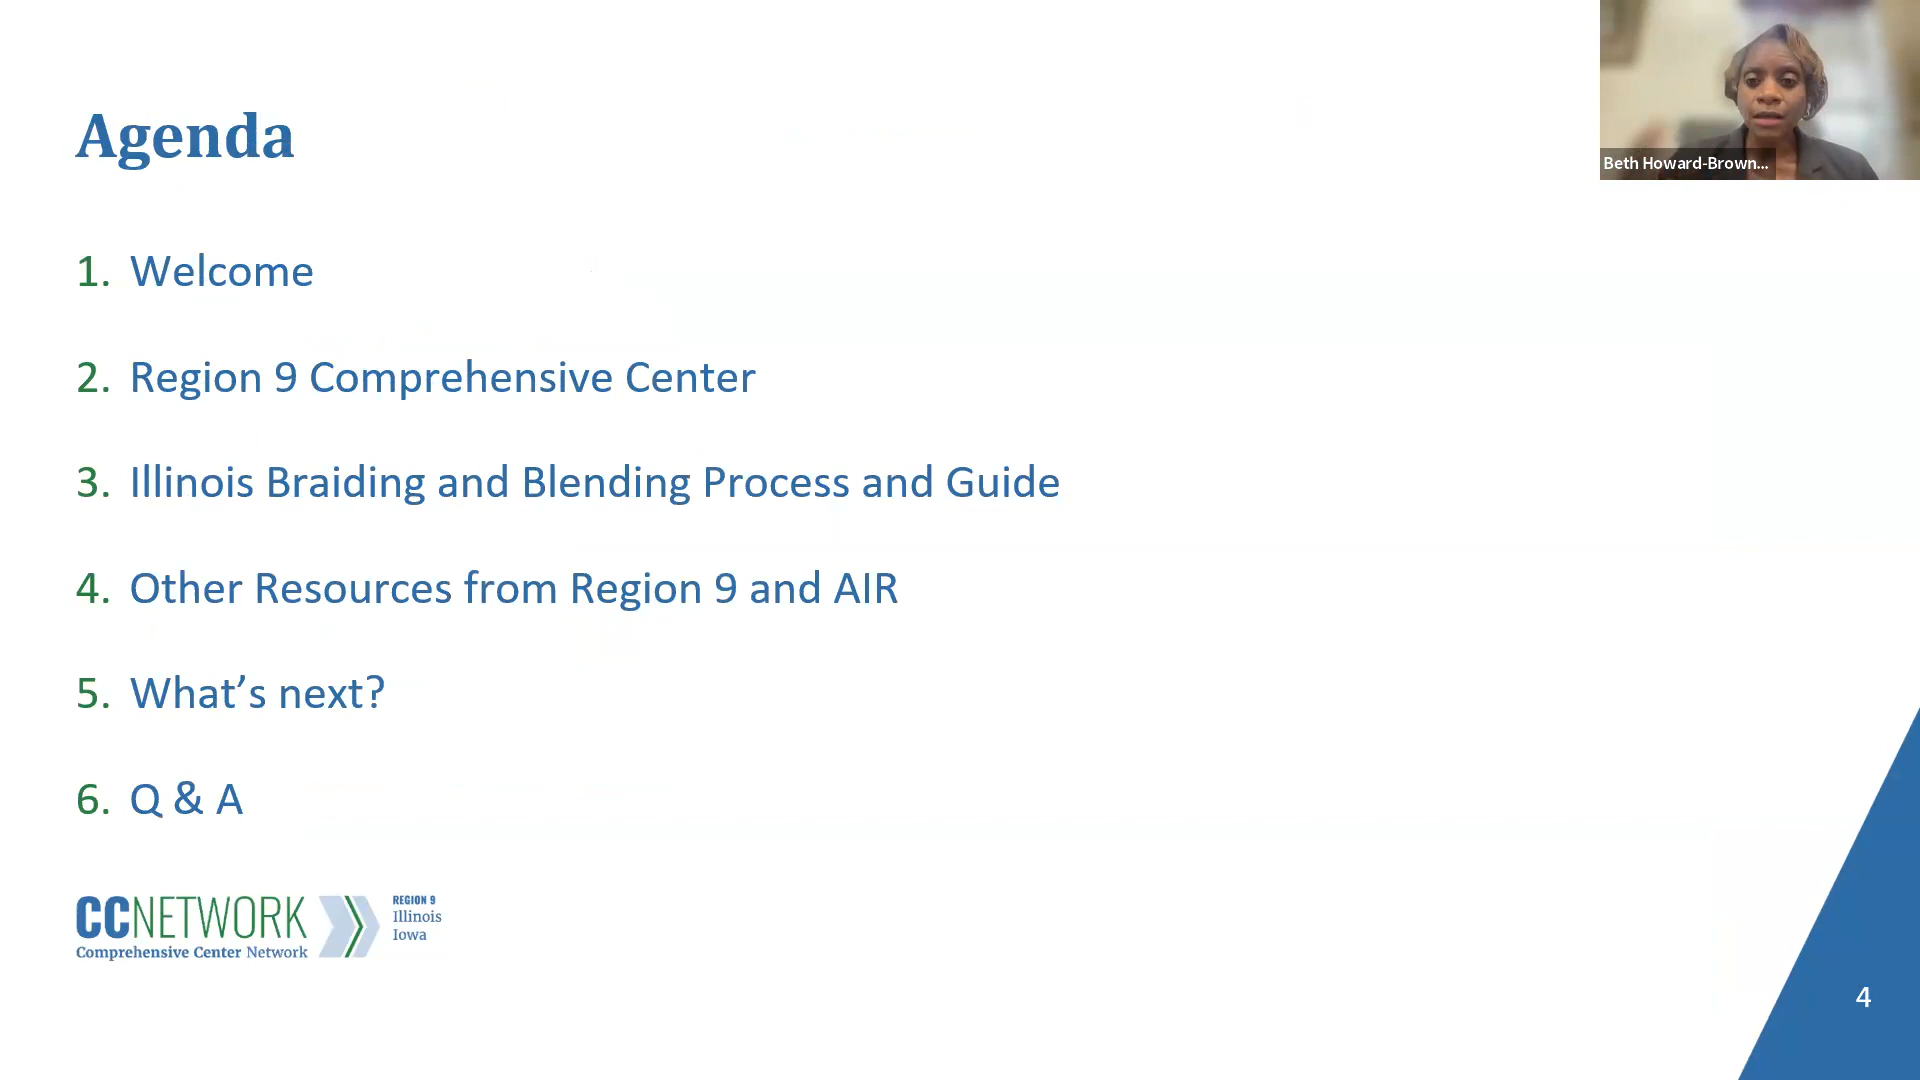 Agenda
Beth Howard-Brown...
1. Welcome
2. Region 9 Comprehensive Center
3. Illinois Braiding and Blending Process and Guide
4. Other Resources from Region 9 and AIR
5. What’s next?
6. Q & A
CCNETWORK
Comprehensive Center Network
REGION 9
Illinois
Iowa
4